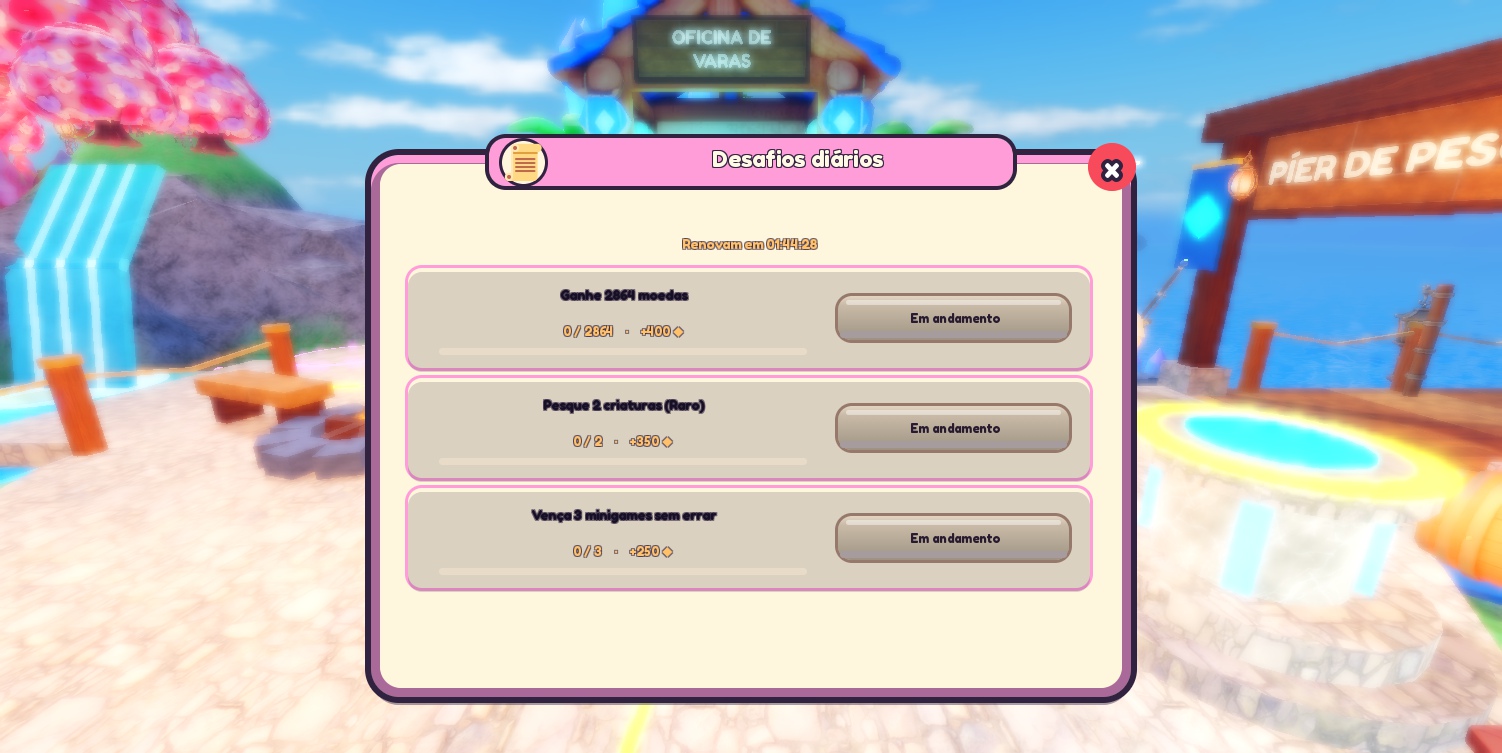 OFICINA DE
VARAS
Desafios diários
PÍER DE
Renovam em 01:44:28
Ganhe 2864 moedas
0 / 2864 • +400◆
Em andamento
Pesque 2 criaturas (Raro)
0 / 2 • +350◆
Em andamento
Vença 3 minigames sem errar
0 / 3 • +250◆
Em andamento